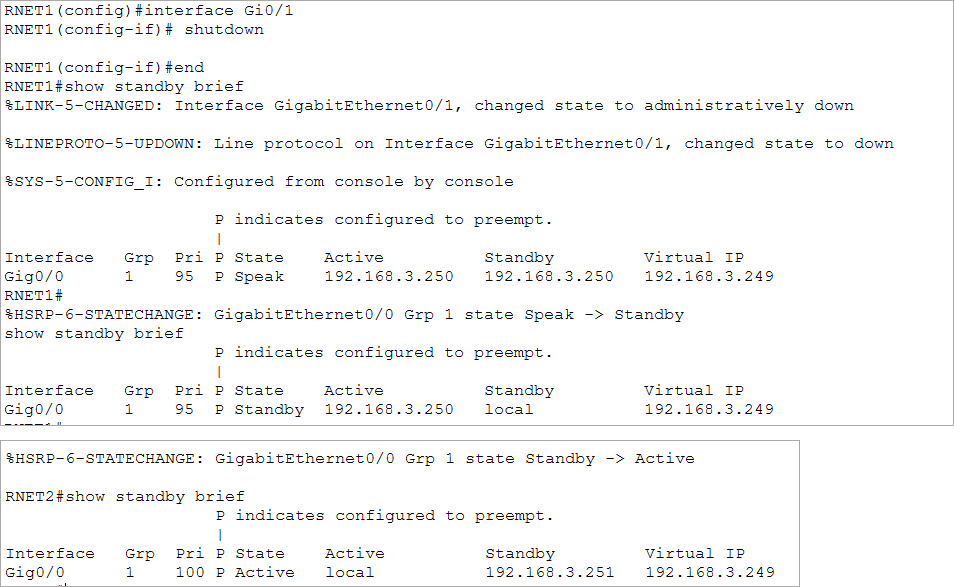 RNET1(config)#interface Gi0/1
RNET1(config-if)# shutdown
RNET1(config-if)#end
RNET1#show standby brief
%LINK-5-CHANGED: Interface GigabitEthernet0/1, changed state to administratively down
%LINEPROTO-5-UPDOWN: Line protocol on Interface GigabitEthernet0/1, changed state to down
%SYS-5-CONFIG_I: Configured from console by console
P indicates configured to preempt.
|
Interface Grp Pri P State Active Standby Virtual IP
Gig0/0 1 95 P Speak 192.168.3.250 192.168.3.250 192.168.3.249
RNET1#
%HSRP-6-STATECHANGE: GigabitEthernet0/0 Grp 1 state Speak -> Standby
show standby brief
P indicates configured to preempt.
|
Interface Grp Pri P State Active Standby Virtual IP
Gig0/0 1 95 P Standby 192.168.3.250 local 192.168.3.249
%HSRP-6-STATECHANGE: GigabitEthernet0/0 Grp 1 state Standby -> Active
RNET2#show standby brief
P indicates configured to preempt.
|
Interface Grp Pri P State Active Standby Virtual IP
Gig0/0 1 100 P Active local 192.168.3.251 192.168.3.249